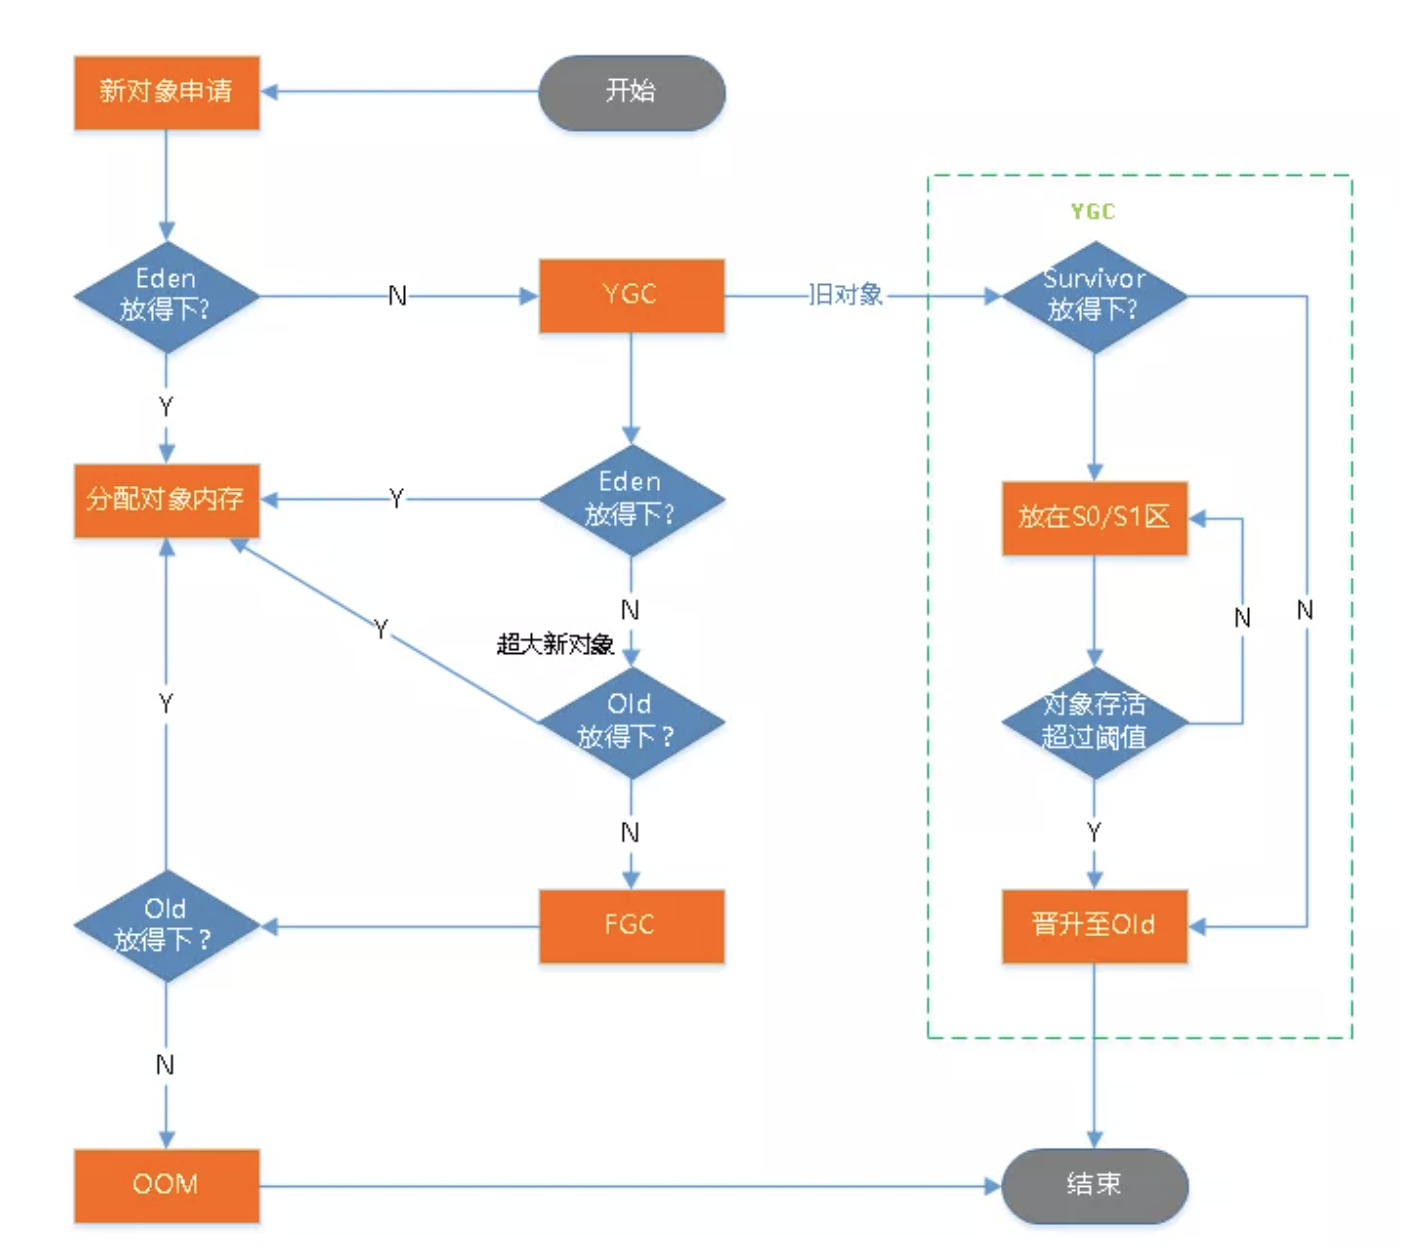 新对象申请
开始
YGC
Eden
放得下?
N
YGC
旧对象
Survivor
放得下?
Y
分配对象内存
Y
Eden
放得下?
放在S0/S1区
N
超大新对象
Y
N
N
Y
Old
放得下？
对象存活
超过阈值
N
Y
Old
放得下？
FGC
晋升至Old
N
OOM
结束